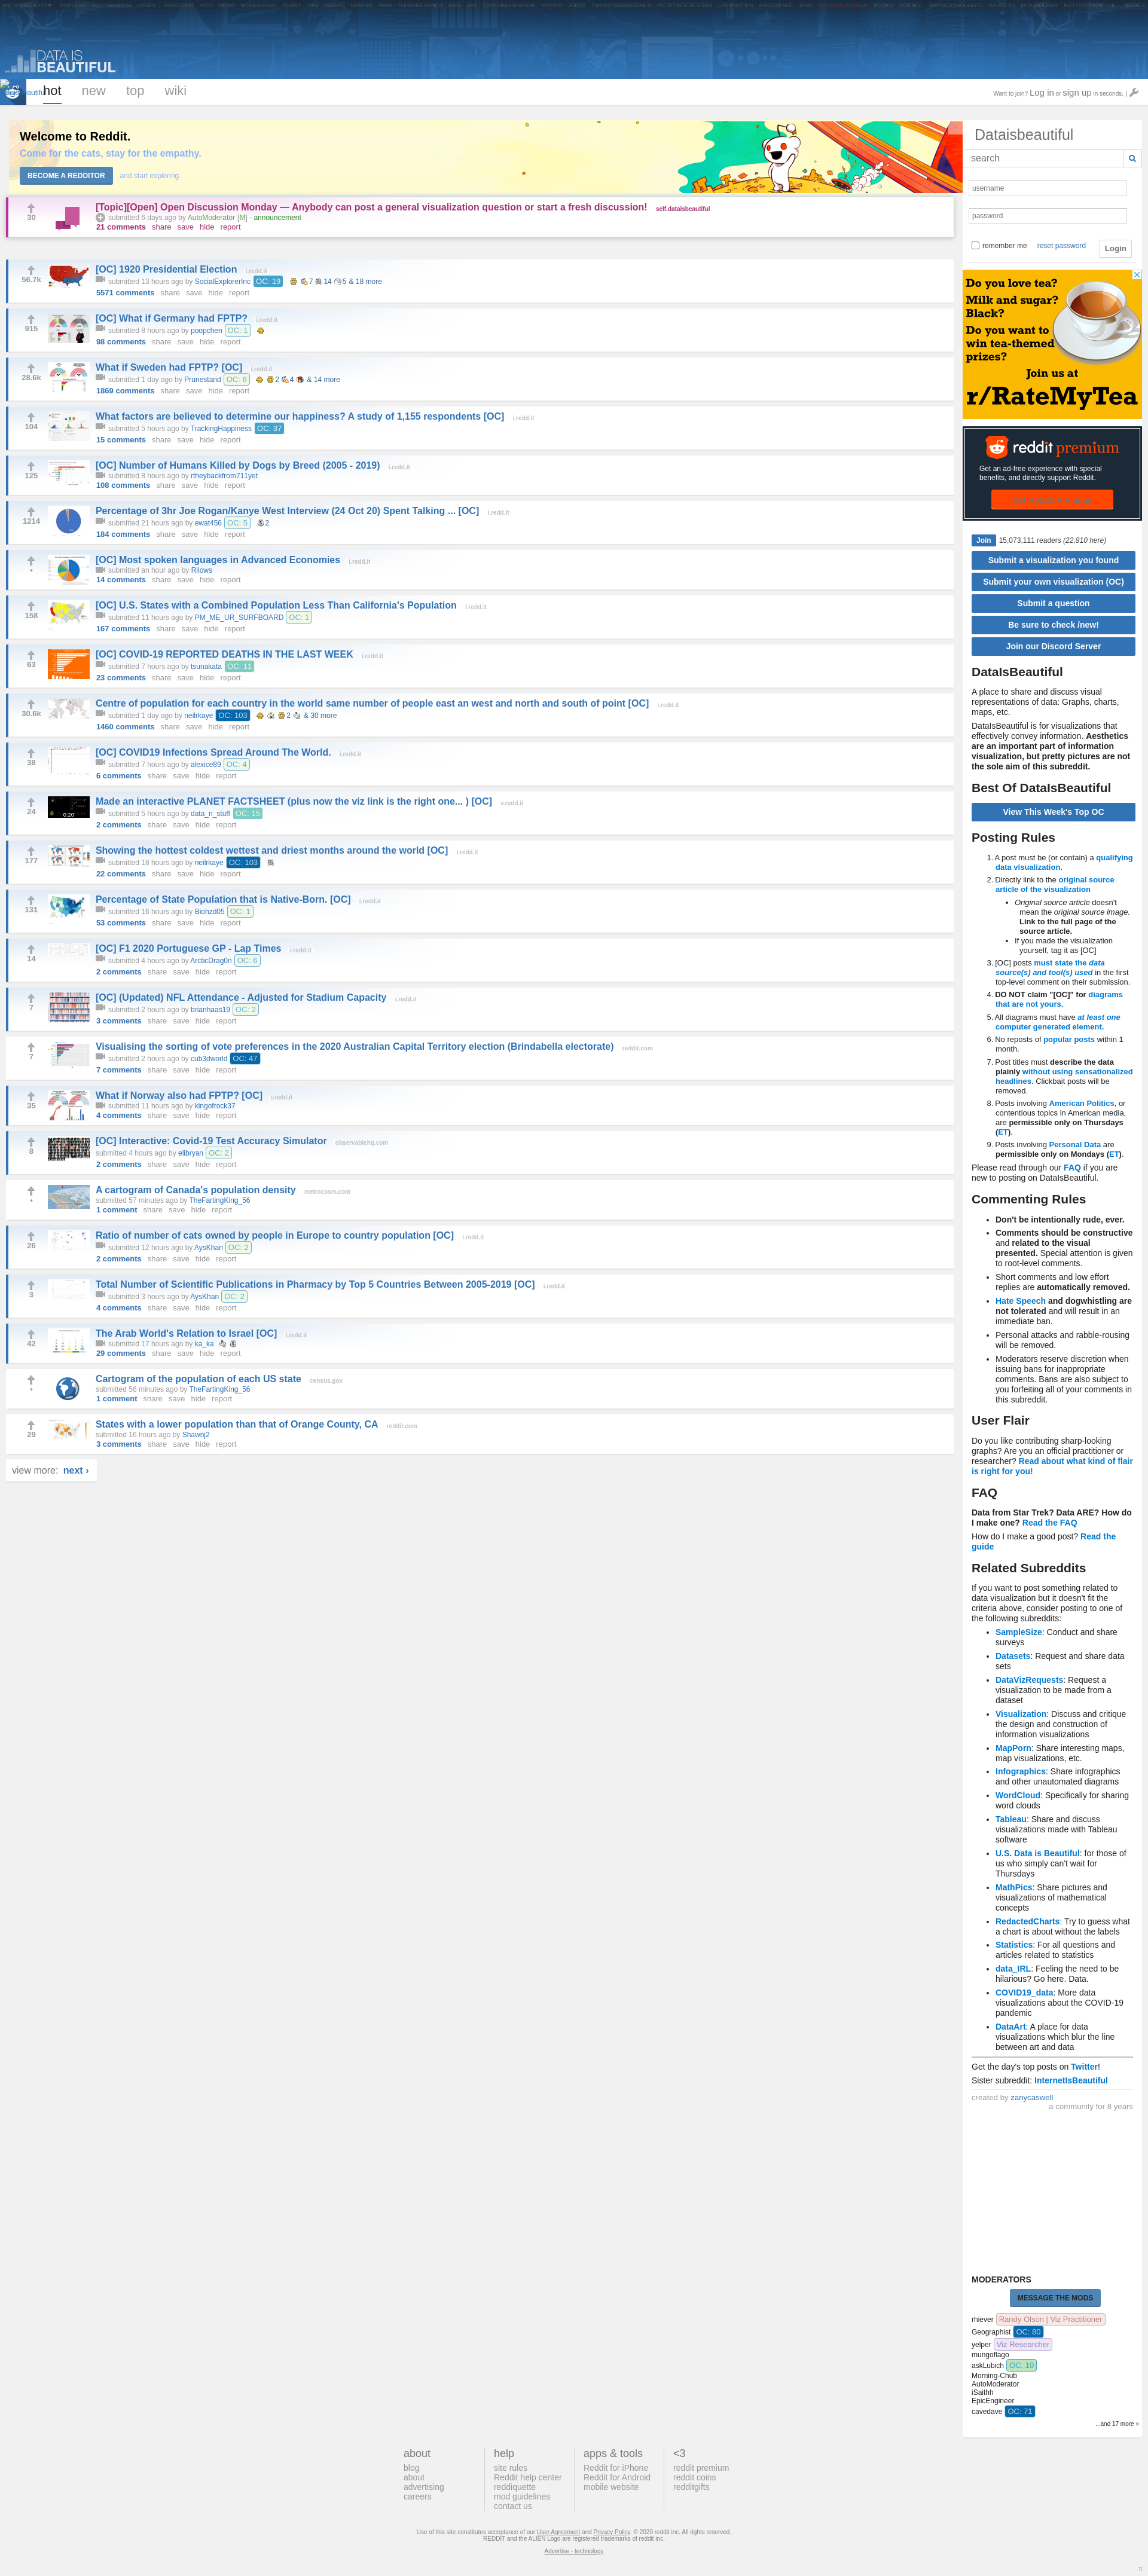 DATA IS
BEAUTIFUL
hot new top wiki
Want to join? Log in or sign up in seconds. |
Welcome to Reddit.
Come for the cats, stay for the empathy.
BECOME A REDDITOR and start exploring.
30
[Topic][Open] Open Discussion Monday — Anybody can post a general visualization question or start a fresh discussion! self.dataisbeautiful
submitted 6 days ago by AutoModerator [M] - announcement
21 comments share save hide report
56.7k
[OC] 1920 Presidential Election i.redd.it
submitted 13 hours ago by SocialExplorerInc OC: 19 7 14 5 & 18 more
5571 comments share save hide report
915
[OC] What if Germany had FPTP? i.redd.it
submitted 8 hours ago by poopchen OC: 1
98 comments share save hide report
28.6k
What if Sweden had FPTP? [OC] i.redd.it
submitted 1 day ago by Prunestand OC: 6 2 4 & 14 more
1869 comments share save hide report
104
What factors are believed to determine our happiness? A study of 1,155 respondents [OC] i.redd.it
submitted 5 hours ago by TrackingHappiness OC: 37
15 comments share save hide report
125
[OC] Number of Humans Killed by Dogs by Breed (2005 - 2019) i.redd.it
submitted 8 hours ago by rtheybackfrom711yet
108 comments share save hide report
1214
Percentage of 3hr Joe Rogan/Kanye West Interview (24 Oct 20) Spent Talking ... [OC] i.redd.it
submitted 21 hours ago by ewat456 OC: 5 2
184 comments share save hide report
•
[OC] Most spoken languages in Advanced Economies i.redd.it
submitted an hour ago by Rilows
14 comments share save hide report
158
[OC] U.S. States with a Combined Population Less Than California's Population i.redd.it
submitted 11 hours ago by PM_ME_UR_SURFBOARD OC: 1
167 comments share save hide report
63
[OC] COVID-19 REPORTED DEATHS IN THE LAST WEEK i.redd.it
submitted 7 hours ago by tsunakata OC: 11
23 comments share save hide report
30.6k
Centre of population for each country in the world same number of people east an west and north and south of point [OC] i.redd.it
submitted 1 day ago by neilrkaye OC: 103 2 & 30 more
1460 comments share save hide report
38
[OC] COVID19 Infections Spread Around The World. i.redd.it
submitted 7 hours ago by alexice89 OC: 4
6 comments share save hide report
24
Made an interactive PLANET FACTSHEET (plus now the viz link is the right one... ) [OC] v.redd.it
submitted 5 hours ago by data_n_stuff OC: 15
0:20
2 comments share save hide report
177
Showing the hottest coldest wettest and driest months around the world [OC] i.redd.it
submitted 18 hours ago by neilrkaye OC: 103
22 comments share save hide report
131
Percentage of State Population that is Native-Born. [OC] i.redd.it
submitted 16 hours ago by Biohzd05 OC: 1
53 comments share save hide report
14
[OC] F1 2020 Portuguese GP - Lap Times i.redd.it
submitted 4 hours ago by ArcticDrag0n OC: 6
2 comments share save hide report
7
[OC] (Updated) NFL Attendance - Adjusted for Stadium Capacity i.redd.it
submitted 2 hours ago by brianhaas19 OC: 2
3 comments share save hide report
7
Visualising the sorting of vote preferences in the 2020 Australian Capital Territory election (Brindabella electorate) reddit.com
submitted 2 hours ago by cub3dworld OC: 47
7 comments share save hide report
35
What if Norway also had FPTP? [OC] i.redd.it
submitted 11 hours ago by kingofrock37
4 comments share save hide report
8
[OC] Interactive: Covid-19 Test Accuracy Simulator observablehq.com
submitted 4 hours ago by elibryan OC: 2
2 comments share save hide report
•
A cartogram of Canada's population density metrocosm.com
submitted 57 minutes ago by TheFartingKing_56
1 comment share save hide report
26
Ratio of number of cats owned by people in Europe to country population [OC] i.redd.it
submitted 12 hours ago by AysKhan OC: 2
2 comments share save hide report
3
Total Number of Scientific Publications in Pharmacy by Top 5 Countries Between 2005-2019 [OC] i.redd.it
submitted 3 hours ago by AysKhan OC: 2
4 comments share save hide report
42
The Arab World's Relation to Israel [OC] i.redd.it
submitted 17 hours ago by ka_ka
29 comments share save hide report
•
Cartogram of the population of each US state census.gov
submitted 56 minutes ago by TheFartingKing_56
1 comment share save hide report
29
States with a lower population than that of Orange County, CA reddit.com
submitted 16 hours ago by Shawnj2
3 comments share save hide report
view more: next ›
Dataisbeautiful
search
username
password
remember me reset password Login
Do you love tea?
Milk and sugar?
Black?
Do you want to
win tea-themed
prizes?
Join us at
r/RateMyTea
reddit premium
Get an ad-free experience with special
benefits, and directly support Reddit.
Join 15,073,111 readers (22,810 here)
Submit a visualization you found
Submit your own visualization (OC)
Submit a question
Be sure to check /new!
Join our Discord Server
DataIsBeautiful
A place to share and discuss visual
representations of data: Graphs, charts,
maps, etc.
DataIsBeautiful is for visualizations that
effectively convey information. Aesthetics
are an important part of information
visualization, but pretty pictures are not
the sole aim of this subreddit.
Best Of DataIsBeautiful
View This Week's Top OC
Posting Rules
1. A post must be (or contain) a qualifying
data visualization.
2. Directly link to the original source
article of the visualization
• Original source article doesn't
mean the original source image.
Link to the full page of the
source article.
• If you made the visualization
yourself, tag it as [OC]
3. [OC] posts must state the data
source(s) and tool(s) used in the first
top-level comment on their submission.
4. DO NOT claim "[OC]" for diagrams
that are not yours.
5. All diagrams must have at least one
computer generated element.
6. No reposts of popular posts within 1
month.
7. Post titles must describe the data
plainly without using sensationalized
headlines. Clickbait posts will be
removed.
8. Posts involving American Politics, or
contentious topics in American media,
are permissible only on Thursdays
(ET).
9. Posts involving Personal Data are
permissible only on Mondays (ET).
Please read through our FAQ if you are
new to posting on DataIsBeautiful.
Commenting Rules
• Don't be intentionally rude, ever.
• Comments should be constructive
and related to the visual
presented. Special attention is given
to root-level comments.
• Short comments and low effort
replies are automatically removed.
• Hate Speech and dogwhistling are
not tolerated and will result in an
immediate ban.
• Personal attacks and rabble-rousing
will be removed.
• Moderators reserve discretion when
issuing bans for inappropriate
comments. Bans are also subject to
you forfeiting all of your comments in
this subreddit.
User Flair
Do you like contributing sharp-looking
graphs? Are you an official practitioner or
researcher? Read about what kind of flair
is right for you!
FAQ
Data from Star Trek? Data ARE? How do
I make one? Read the FAQ
How do I make a good post? Read the
guide
Related Subreddits
If you want to post something related to
data visualization but it doesn't fit the
criteria above, consider posting to one of
the following subreddits:
• SampleSize: Conduct and share
surveys
• Datasets: Request and share data
sets
• DataVizRequests: Request a
visualization to be made from a
dataset
• Visualization: Discuss and critique
the design and construction of
information visualizations
• MapPorn: Share interesting maps,
map visualizations, etc.
• Infographics: Share infographics
and other unautomated diagrams
• WordCloud: Specifically for sharing
word clouds
• Tableau: Share and discuss
visualizations made with Tableau
software
• U.S. Data is Beautiful: for those of
us who simply can't wait for
Thursdays
• MathPics: Share pictures and
visualizations of mathematical
concepts
• RedactedCharts: Try to guess what
a chart is about without the labels
• Statistics: For all questions and
articles related to statistics
• data_IRL: Feeling the need to be
hilarious? Go here. Data.
• COVID19_data: More data
visualizations about the COVID-19
pandemic
• DataArt: A place for data
visualizations which blur the line
between art and data
Get the day's top posts on Twitter!
Sister subreddit: InternetIsBeautiful
created by zanycaswell
a community for 8 years
MODERATORS
MESSAGE THE MODS
rhiever Randy Olson | Viz Practitioner
Geographist OC: 80
yelper Viz Researcher
mungoflago
askLubich OC: 10
Morning-Chub
AutoModerator
iSaithh
EpicEngineer
cavedave OC: 71
...and 17 more »
about
blog
about
advertising
careers
help
site rules
Reddit help center
reddiquette
mod guidelines
contact us
apps & tools
Reddit for iPhone
Reddit for Android
mobile website
<3
reddit premium
reddit coins
redditgifts
Use of this site constitutes acceptance of our User Agreement and Privacy Policy. © 2020 reddit inc. All rights reserved.
REDDIT and the ALIEN Logo are registered trademarks of reddit inc.
Advertise - technology
π